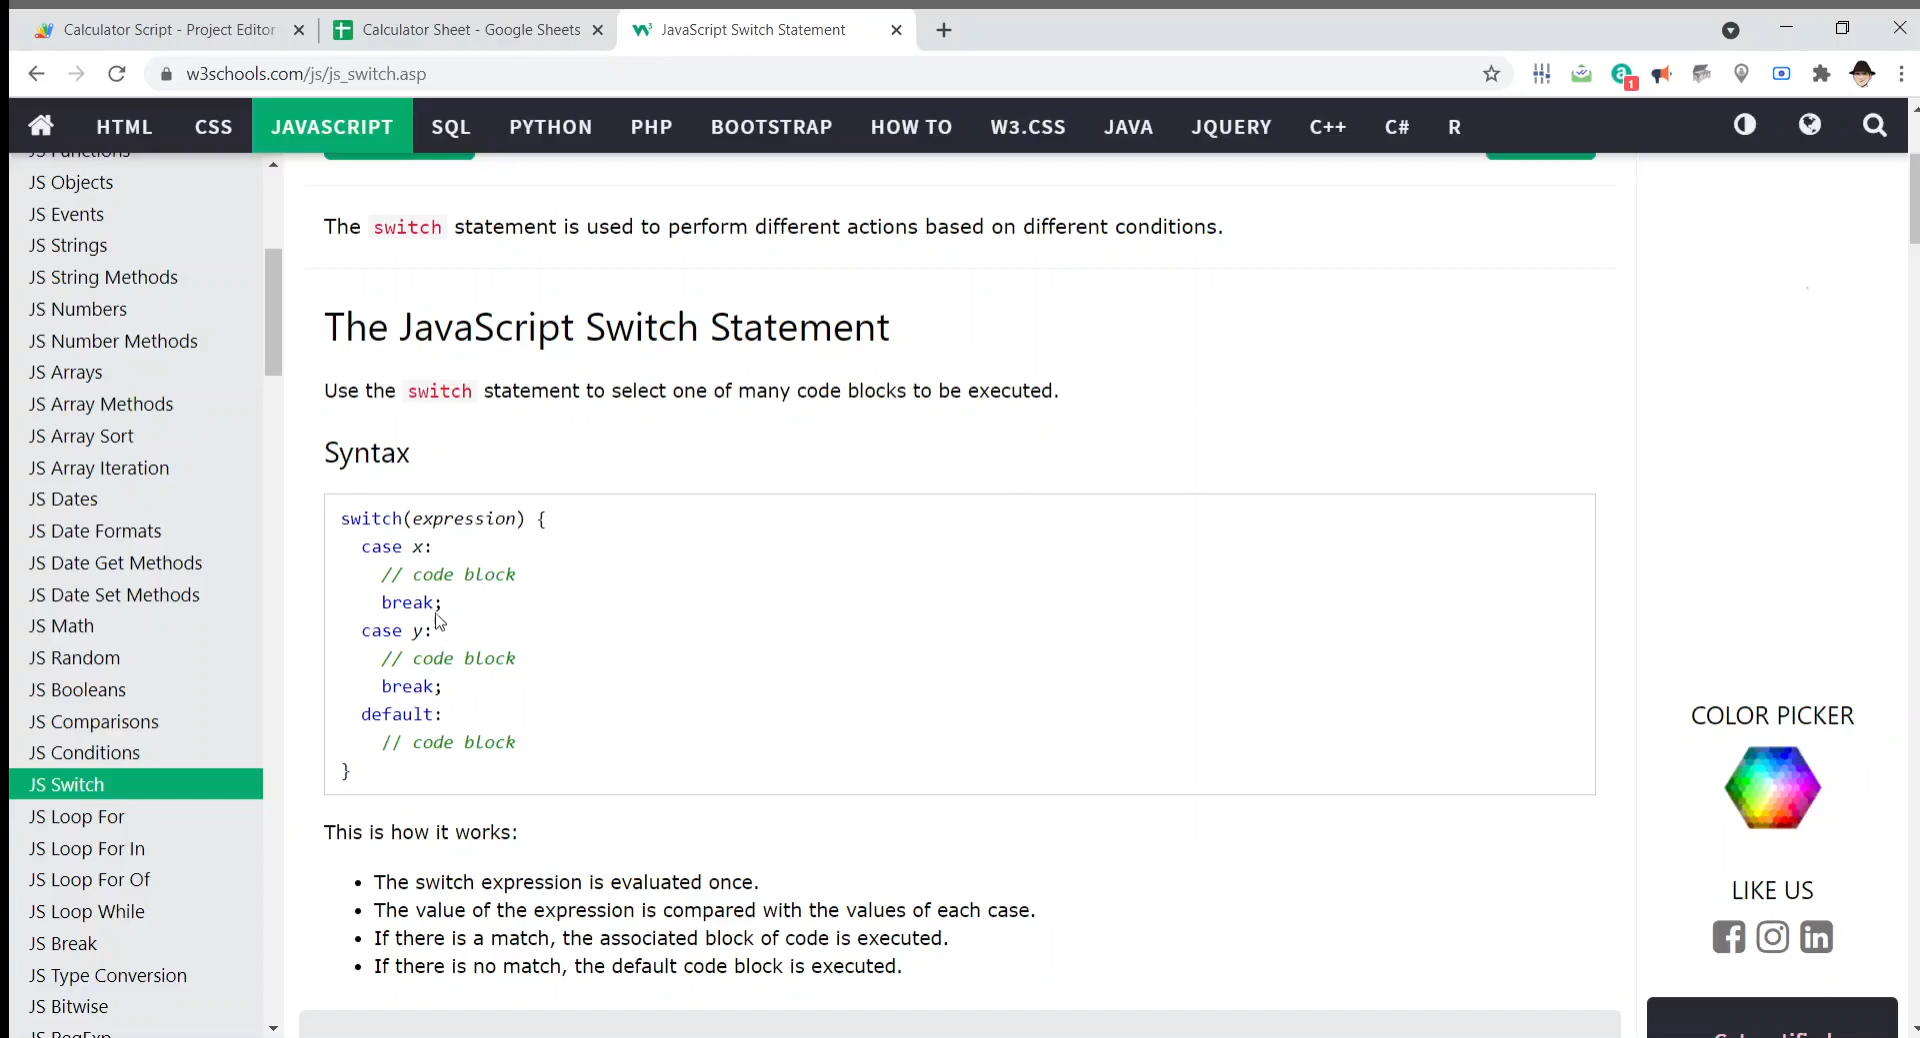 Calculator Script - Project Editor
Calculator Sheet - Google Sheets
JavaScript Switch Statement
w3schools.com/js/js_switch.asp
1
HTML
CSS
JAVASCRIPT
SQL
PYTHON
PHP
BOOTSTRAP
HOW TO
W3.CSS
JAVA
JQUERY
C++
C#
R
JS Functions
JS Objects
JS Events
JS Strings
JS String Methods
JS Numbers
JS Number Methods
JS Arrays
JS Array Methods
JS Array Sort
JS Array Iteration
JS Dates
JS Date Formats
JS Date Get Methods
JS Date Set Methods
JS Math
JS Random
JS Booleans
JS Comparisons
JS Conditions
JS Switch
JS Loop For
JS Loop For In
JS Loop For Of
JS Loop While
JS Break
JS Type Conversion
JS Bitwise
JS RegExp
The switch statement is used to perform different actions based on different conditions.
The JavaScript Switch Statement
Use the switch statement to select one of many code blocks to be executed.
Syntax
switch(expression) {
case x:
// code block
break;
case y:
// code block
break;
default:
// code block
}
This is how it works:
• The switch expression is evaluated once.
• The value of the expression is compared with the values of each case.
• If there is a match, the associated block of code is executed.
• If there is no match, the default code block is executed.
COLOR PICKER
LIKE US